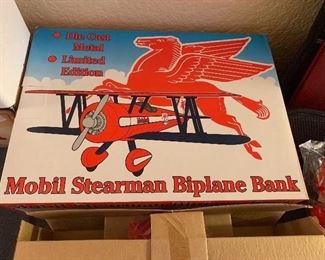 Die Cast
Metal
Limited
Edition
Mobil Stearman Biplane Bank